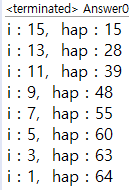 <terminated> Answer0
i : 15, hap : 15
i : 13, hap : 28
i : 11, hap : 39
i : 9, hap : 48
i : 7, hap : 55
i : 5, hap : 60
i : 3, hap : 63
i : 1, hap : 64